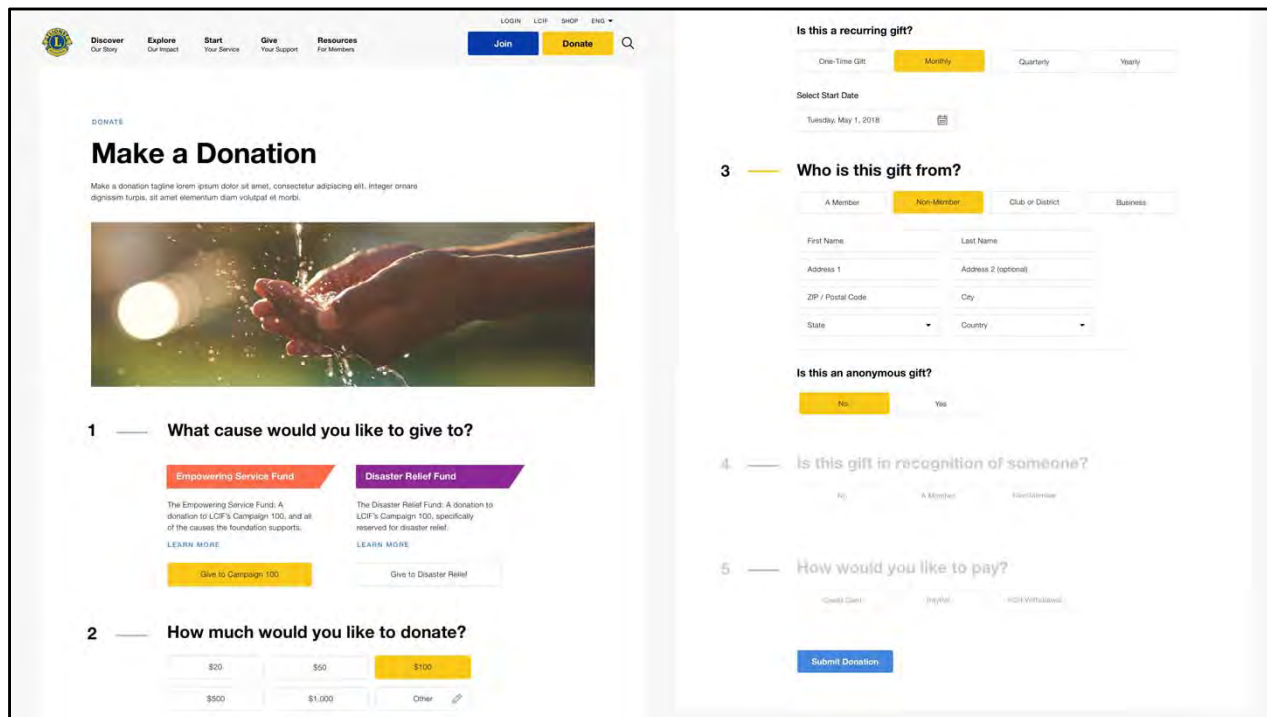 LOGIN LCIF SHOP ENG
Discover Explore Start Give Resources
Our Story Our Impact Your Service Your Support For Members
Join Donate
L
DONATE
Make a Donation
Make a donation tagline lorem ipsum dolor sit amet, consectetur adipiscing elit. Integer ornare
dignissim turpis, sit amet elementum diam volutpat et morbi.
1 What cause would you like to give to?
Empowering Service Fund
The Empowering Service Fund: A
donation to LCIF's Campaign 100, and all
of the causes the foundation supports.
LEARN MORE
Give to Campaign 100
Disaster Relief Fund
The Disaster Relief Fund: A donation to
LCIF's Campaign 100, specifically
reserved for disaster relief.
LEARN MORE
Give to Disaster Relief
2 How much would you like to donate?
$20 $50 $100
$500 $1,000 Other
Is this a recurring gift?
One-Time Gift Monthly Quarterly Yearly
Select Start Date
Tuesday, May 1, 2018
3 Who is this gift from?
A Member Non-Member Club or District Business
First Name Last Name
Address 1 Address 2 (optional)
ZIP / Postal Code City
State Country
Is this an anonymous gift?
No Yes
4 Is this gift in recognition of someone?
No A Member Non-Member
5 How would you like to pay?
Credit Card PayPal ACH Withdrawal
Submit Donation